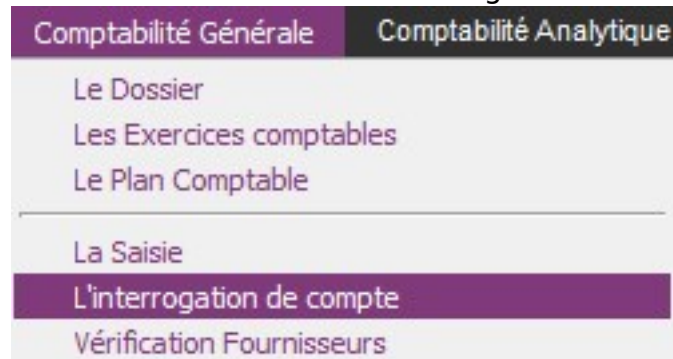 Comptabilité Générale Comptabilité Analytique
Le Dossier
Les Exercices comptables
Le Plan Comptable
La Saisie
L'interrogation de compte
Vérification Fournisseurs